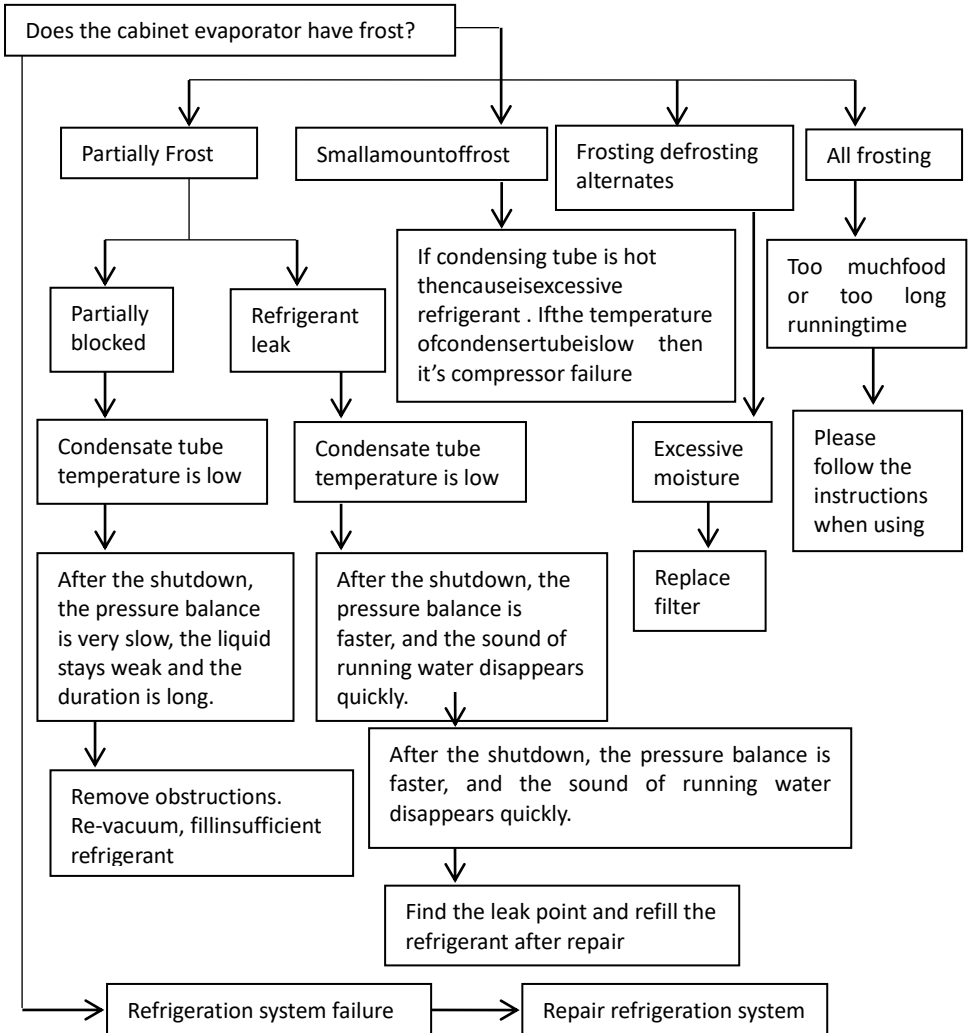 Does the cabinet evaporator have frost?
Partially Frost
Smallamountoffrost
Frosting defrosting
alternates
All frosting
If condensing tube is hot
thencauseisexcessive
refrigerant . Ifthe temperature
ofcondensertubeislow then
it's compressor failure
Too muchfood
or too long
runningtime
Partially
blocked
Refrigerant
leak
Condensate tube
temperature is low
Condensate tube
temperature is low
Excessive
moisture
Please
follow the
instructions
when using
After the shutdown,
the pressure balance
is very slow, the liquid
stays weak and the
duration is long.
After the shutdown, the
pressure balance is
faster, and the sound of
running water disappears
quickly.
Replace
filter
After the shutdown, the pressure balance is
faster, and the sound of running water
disappears quickly.
Remove obstructions.
Re-vacuum, fillinsufficient
refrigerant
Find the leak point and refill the
refrigerant after repair
Refrigeration system failure
Repair refrigeration system